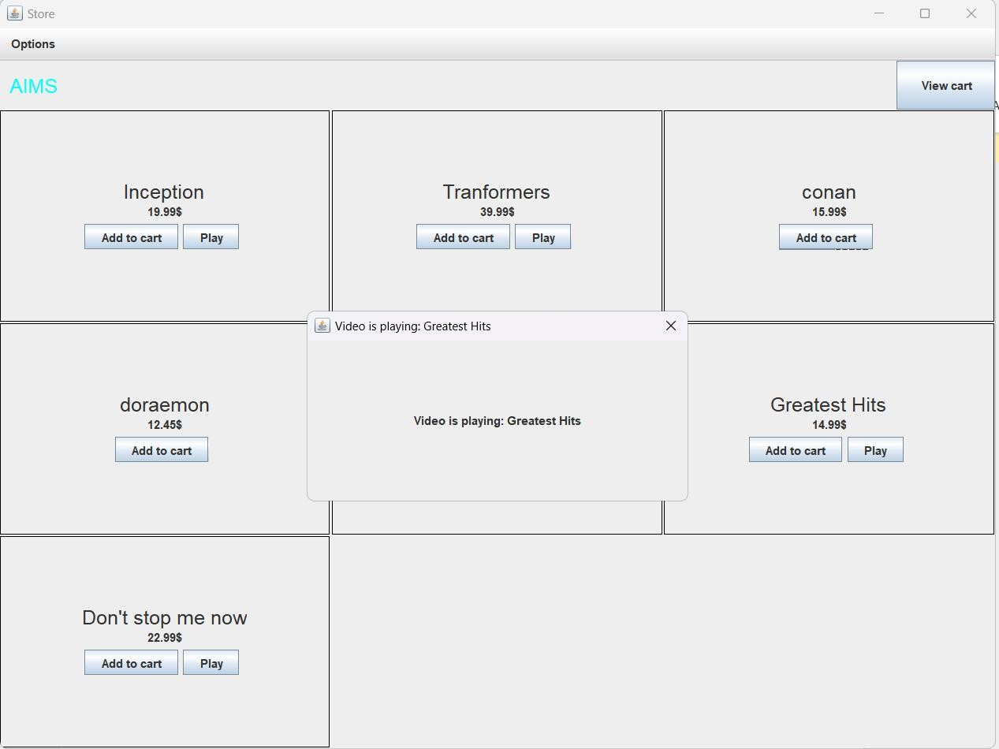 Store
Options
AIMS
View cart
A
Inception
19.99$
Add to cart
Play
Tranformers
39.99$
Add to cart
Play
conan
15.99$
Add to cart
Video is playing: Greatest Hits
Video is playing: Greatest Hits
doraemon
12.45$
Add to cart
Greatest Hits
14.99$
Add to cart
Play
Don't stop me now
22.99$
Add to cart
Play